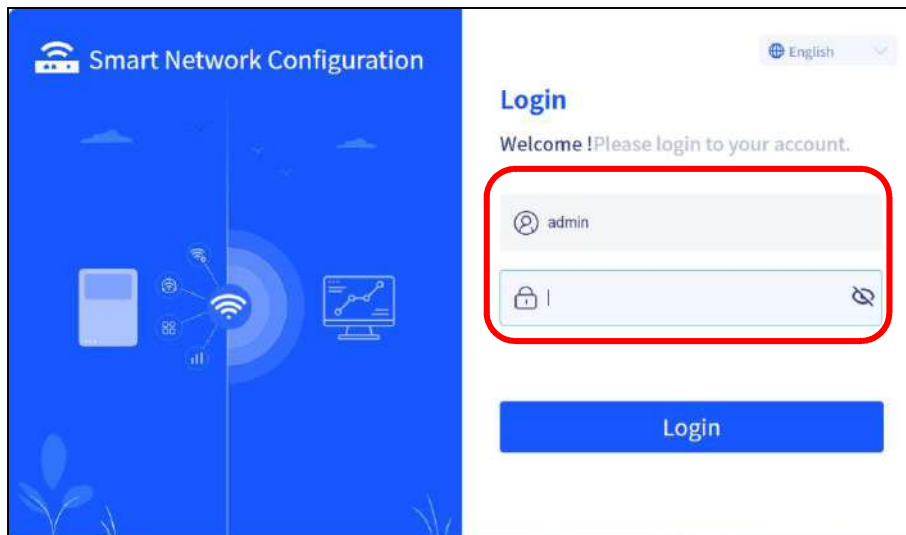 Smart Network Configuration
English
Login
Welcome !Please login to your account.
admin
Login